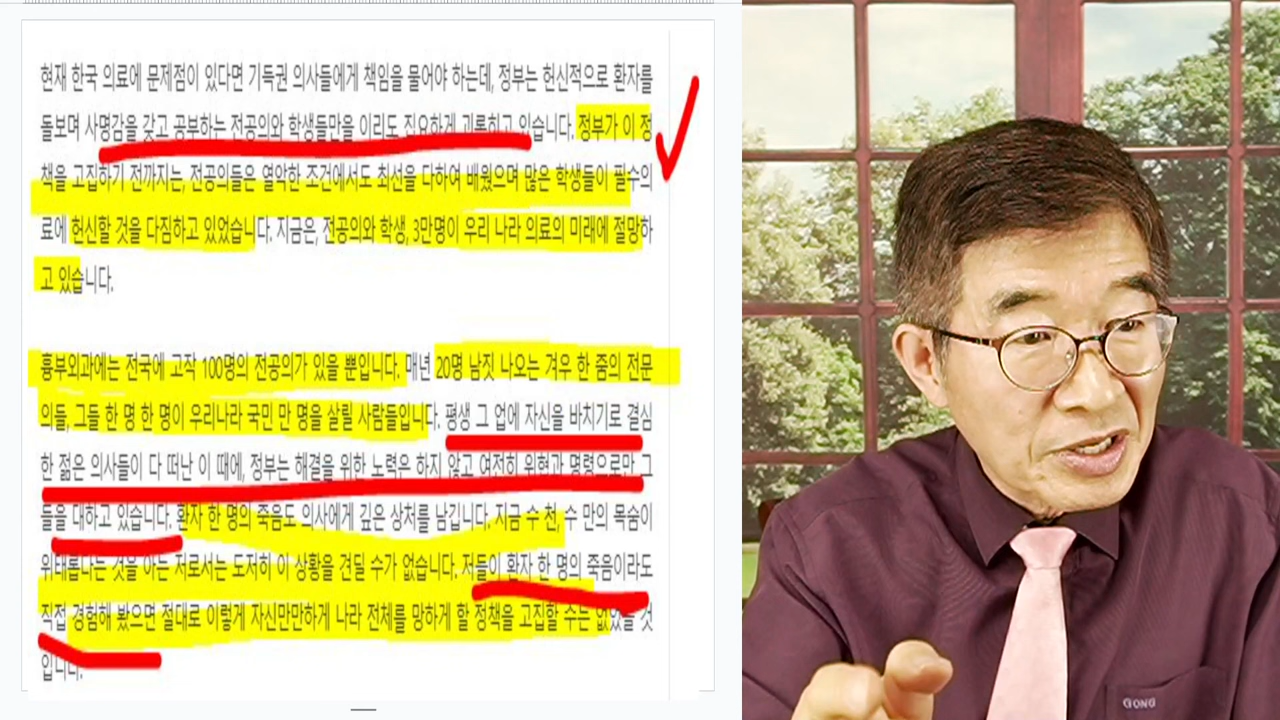 현재 한국 의료에 문제점이 있다면 기득권 의사들에게 책임을 물어야 하는데, 정부는 헌신적으로 환자를
돌보며 사명감을 갖고 공부하는 전공의와 학생들만을 이리도 집요하게 괴롭히고 있습니다. 정부가 이 정
책을 고집하기 전까지는, 전공의들은 열악한 조건에서도 최선을 다하여 배웠으며 많은 학생들이 필수의
료에 헌신할 것을 다짐하고 있었습니다. 지금은, 전공의와 학생, 3만명이 우리 나라 의료의 미래에 절망하
고 있습니다.
흉부외과에는 전국에 고작 100명의 전공의가 있을 뿐입니다. 매년 20명 남짓 나오는 겨우 한 줌의 전문
의들, 그들 한 명 한 명이 우리나라 국민 만 명을 살릴 사람들입니다. 평생 그 업에 자신을 바치기로 결심
한 젊은 의사들이 다 떠난 이 때에, 정부는 해결을 위한 노력은 하지 않고 여전히 위협과 명령으로만 그
들을 대하고 있습니다. 환자 한 명의 죽음도 의사에게 깊은 상처를 남깁니다. 지금 수 천, 수 만의 목숨이
위태롭다는 것을 아는 저로서는 도저히 이 상황을 견딜 수가 없습니다. 저들이 환자 한 명의 죽음이라도
직접 경험해 봤으면 절대로 이렇게 자신만만하게 나라 전체를 망하게 할 정책을 고집할 수는 없었을 것
입니다.
GONG